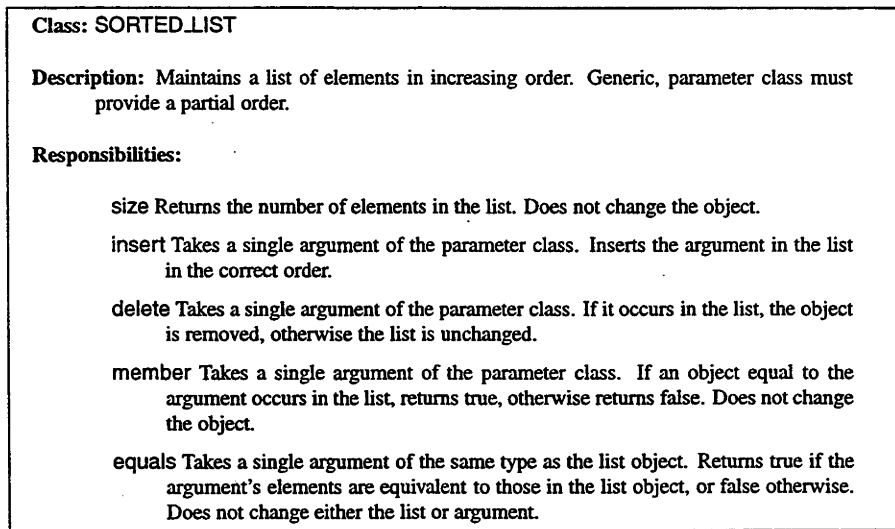 Class: SORTED_LIST
Description: Maintains a list of elements in increasing order. Generic, parameter class must
provide a partial order.
Responsibilities:
size Returns the number of elements in the list. Does not change the object.
insert Takes a single argument of the parameter class. Inserts the argument in the list
in the correct order.
delete Takes a single argument of the parameter class. If it occurs in the list, the object
is removed, otherwise the list is unchanged.
member Takes a single argument of the parameter class. If an object equal to the
argument occurs in the list, returns true, otherwise returns false. Does not change
the object.
equals Takes a single argument of the same type as the list object. Returns true if the
argument's elements are equivalent to those in the list object, or false otherwise.
Does not change either the list or argument.